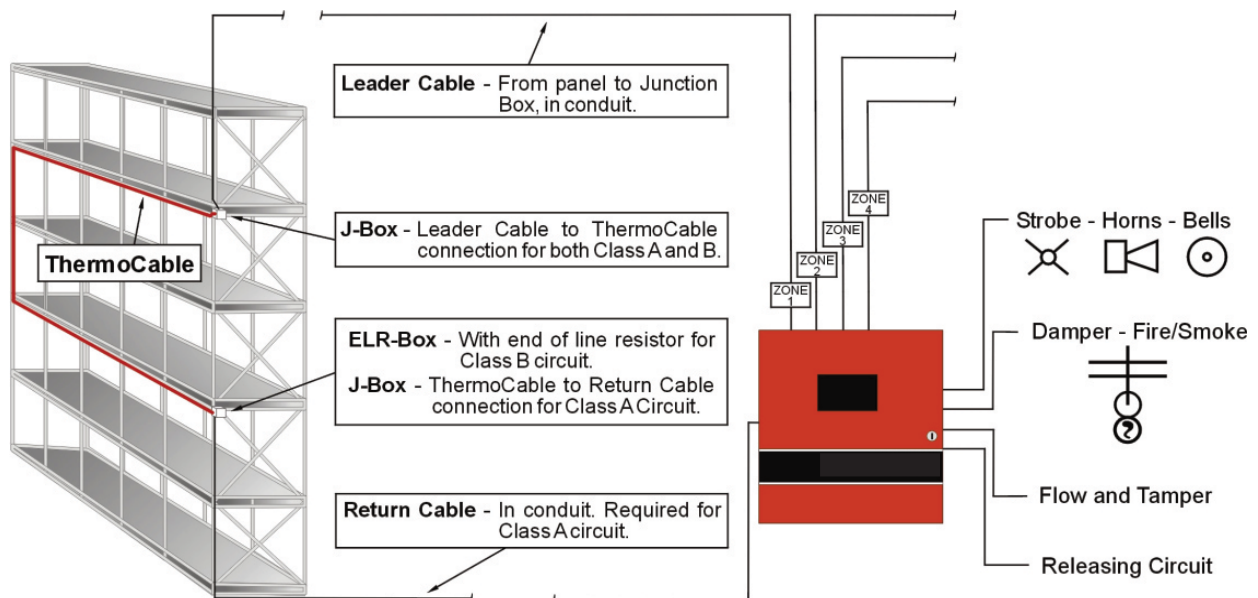 Leader Cable - From panel to Junction
Box, in conduit.
ThermoCable
J-Box - Leader Cable to ThermoCable
connection for both Class A and B.
ELR-Box - With end of line resistor for
Class B circuit.
J-Box - ThermoCable to Return Cable
connection for Class A Circuit.
Return Cable - In conduit. Required for
Class A circuit.
ZONE
4
ZONE
3
ZONE
2
ZONE
1
Strobe - Horns - Bells
Damper - Fire/Smoke
Flow and Tamper
Releasing Circuit